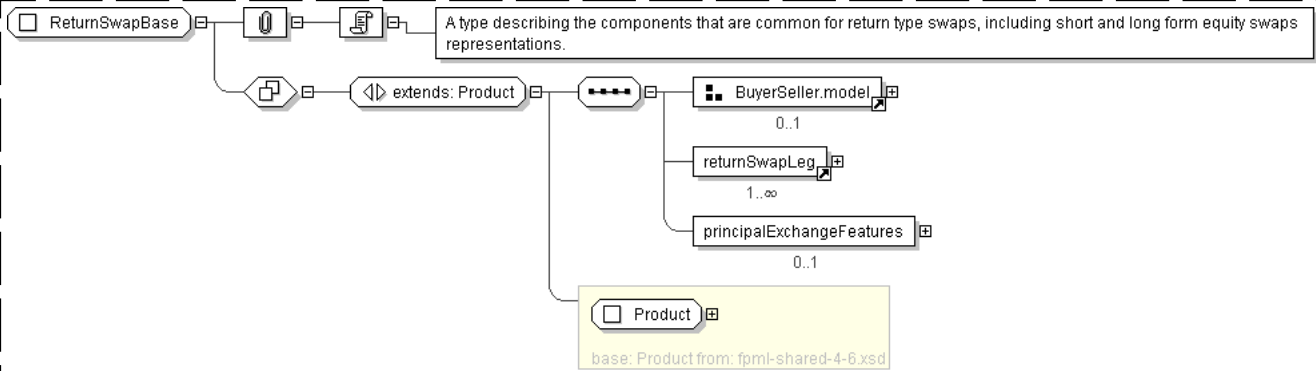 ReturnSwapBase
A type describing the components that are common for return type swaps, including short and long form equity swaps
representations.
extends: Product
BuyerSeller.model
0..1
returnSwapLeg
1..∞
principalExchangeFeatures
0..1
Product
base: Product from: fpml-shared-4-6.xsd